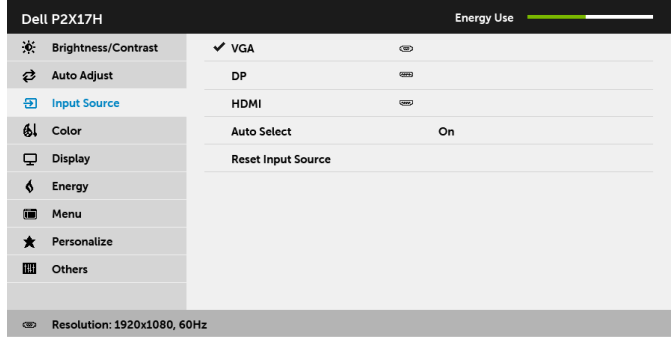 Dell P2X17H
Energy Use
Brightness/Contrast
Auto Adjust
Input Source
Color
Display
Energy
Menu
Personalize
Others
VGA
DP
HDMI
Auto Select On
Reset Input Source
Resolution: 1920x1080, 60Hz